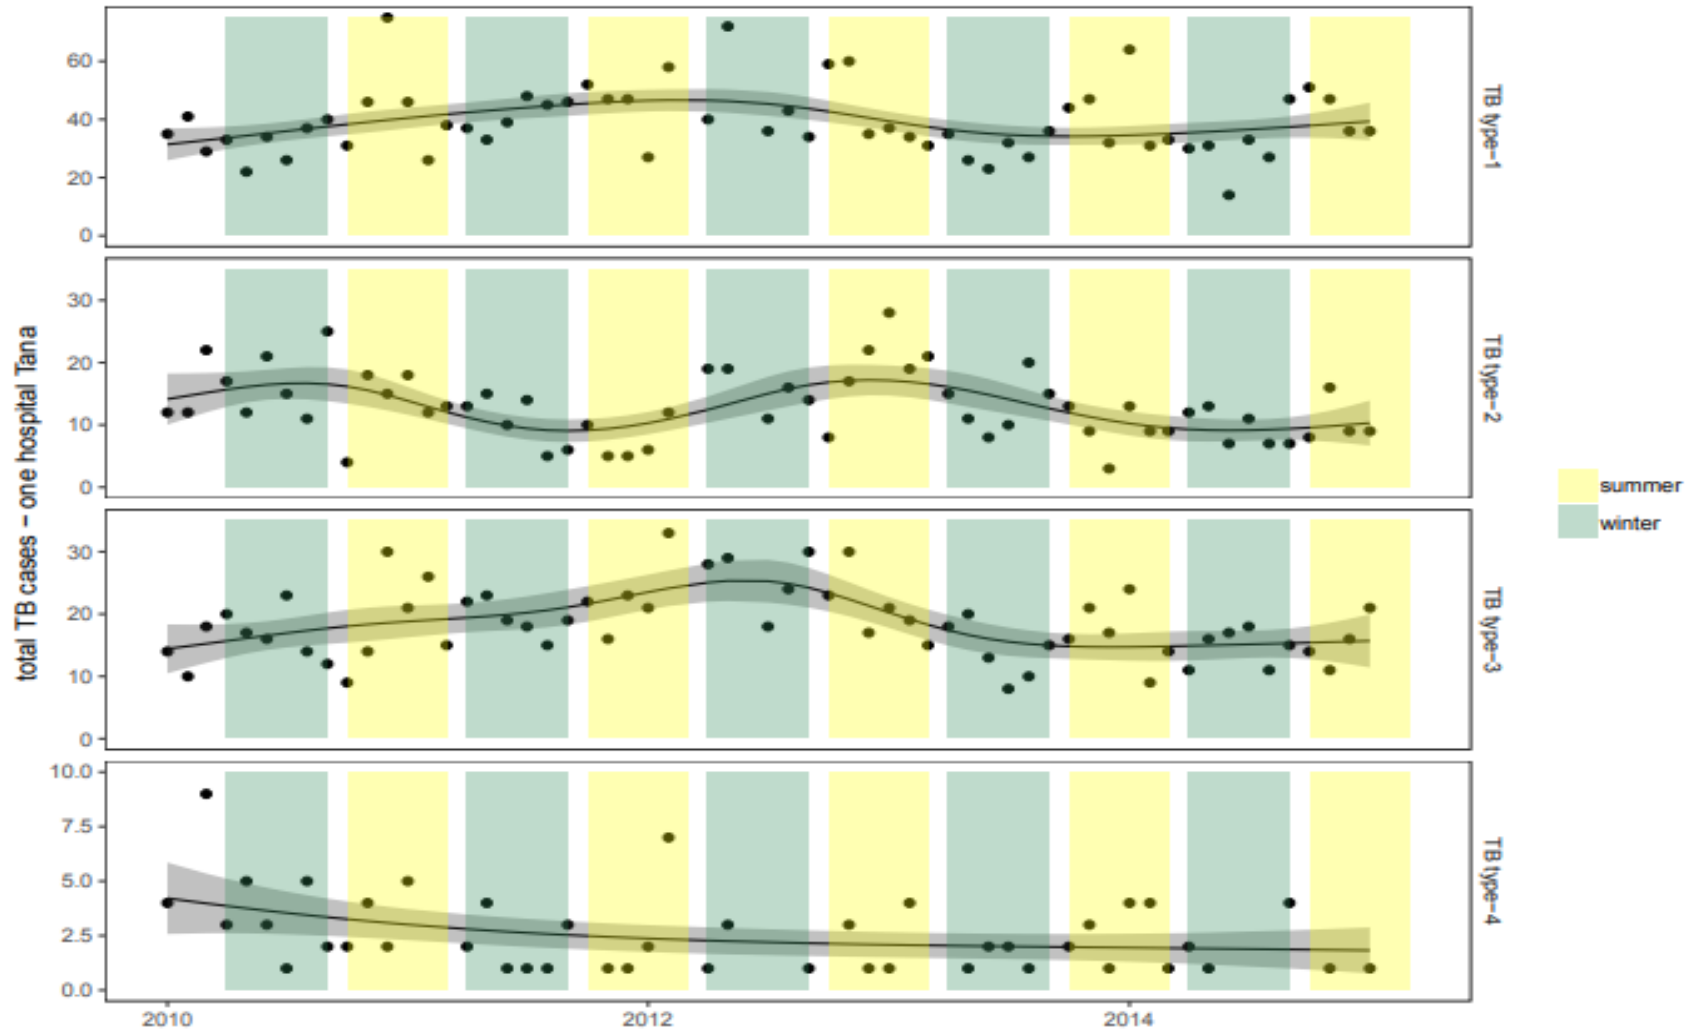 total TB cases − one hospital Tana
60
40
20
0
TB type=1
30
20
10
0
TB type=2
30
20
10
0
TB type=3
10.0
7.5
5.0
2.5
0.0
TB type=4
2010
2012
2014
summer
winter